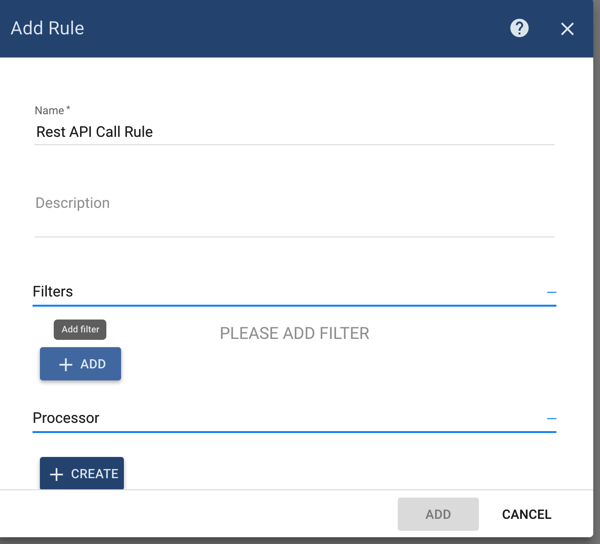 Add Rule
Name *
Rest API Call Rule
Description
Filters
Add filter
PLEASE ADD FILTER
+ ADD
Processor
+ CREATE
ADD CANCEL